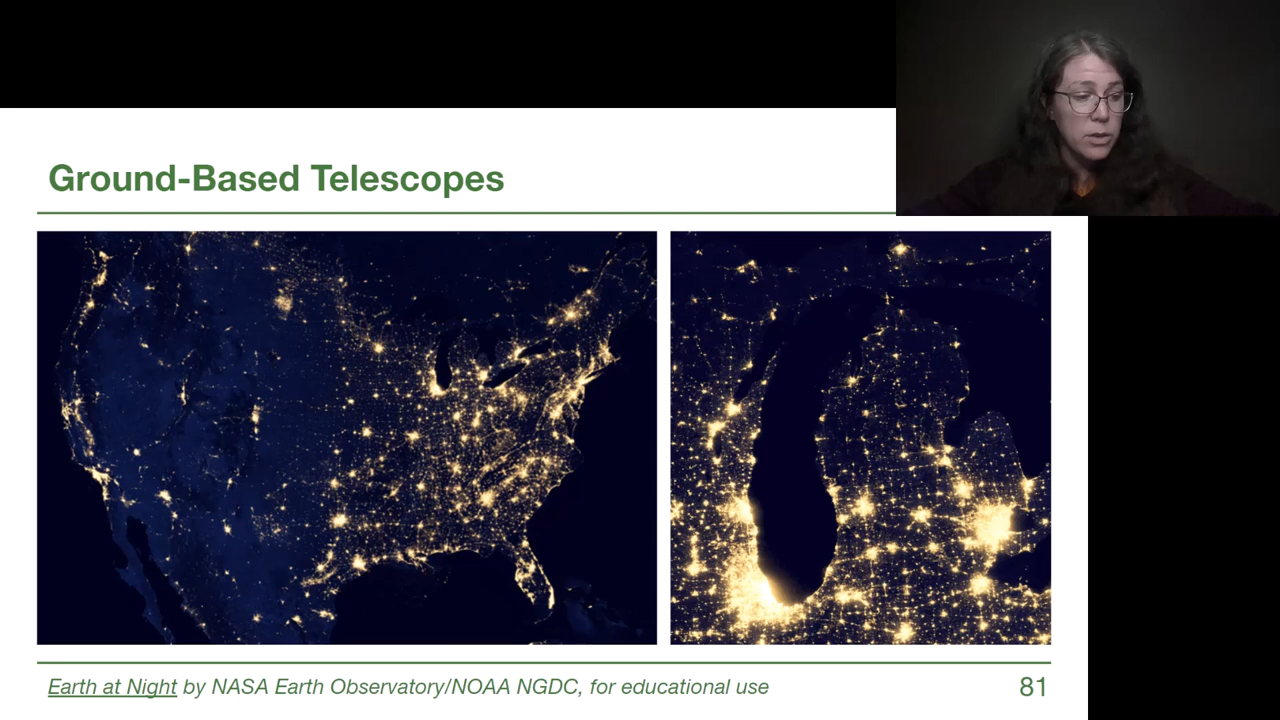 Ground-Based Telescopes
Earth at Night by NASA Earth Observatory/NOAA NGDC, for educational use
81